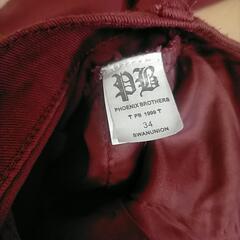 PB
PHOENIX BROTHERS
† PB 1999 †
34
SWANUNION